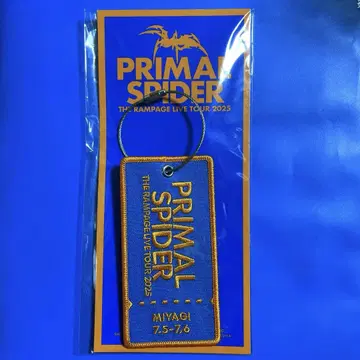 PRIMAL
SPIDER
THE RAMPAGE LIVE TOUR 2025
PRIMAL
SPIDER
THE RAMPAGE LIVE TOUR 2025
MIYAGI
7.5-7.6